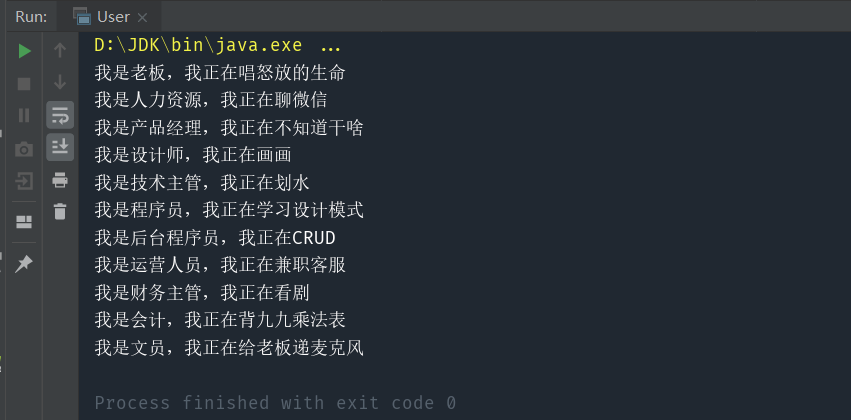 Run: User
D:\JDK\bin\java.exe ...
我是老板，我正在唱怒放的生命
我是人力资源，我正在聊微信
我是产品经理，我正在不知道干啥
我是设计师，我正在画画
我是技术主管，我正在划水
我是程序员，我正在学习设计模式
我是后台程序员，我正在CRUD
我是运营人员，我正在兼职客服
我是财务主管，我正在看剧
我是会计，我正在背九九乘法表
我是文员，我正在给老板递麦克风
Process finished with exit code 0